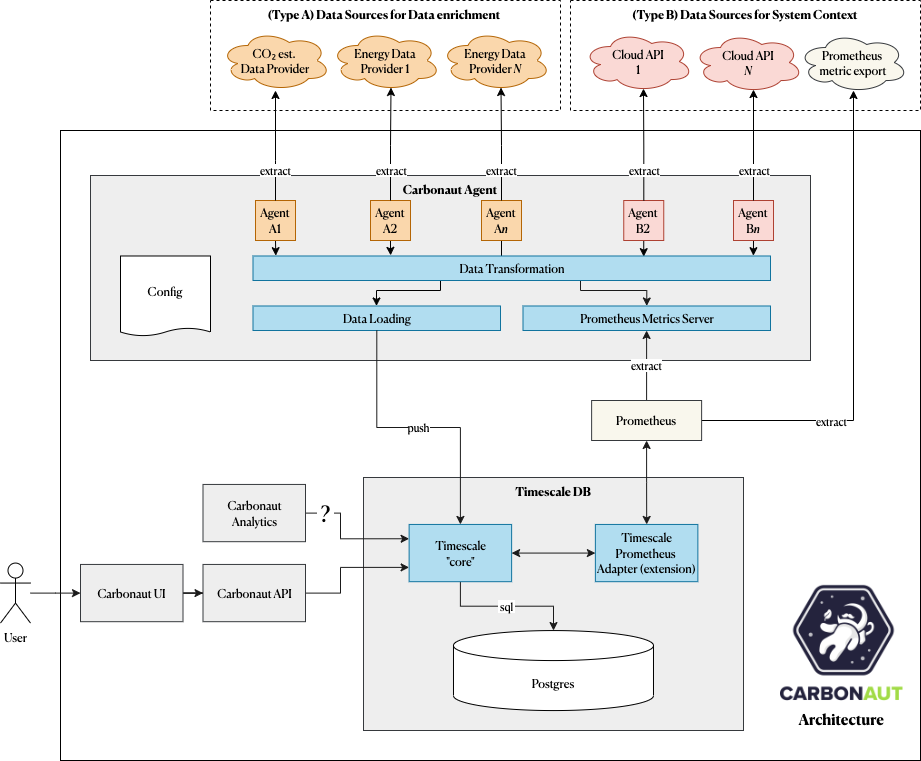 (Type A) Data Sources for Data enrichment
(Type B) Data Sources for System Context
CO₂ est.
Data Provider
Energy Data
Provider 1
Energy Data
Provider N
Cloud API
1
Cloud API
N
Prometheus
metric export
extract
extract
extract
extract
extract
Carbonaut Agent
Agent
A1
Agent
A2
Agent
An
Agent
B2
Agent
Bn
Data Transformation
Config
Data Loading
Prometheus Metrics Server
extract
Prometheus
extract
push
Timescale DB
Carbonaut
Analytics
?
Timescale
"core"
Timescale
Prometheus
Adapter (extension)
User
Carbonaut UI
Carbonaut API
sql
Postgres
CARBONAUT
Architecture